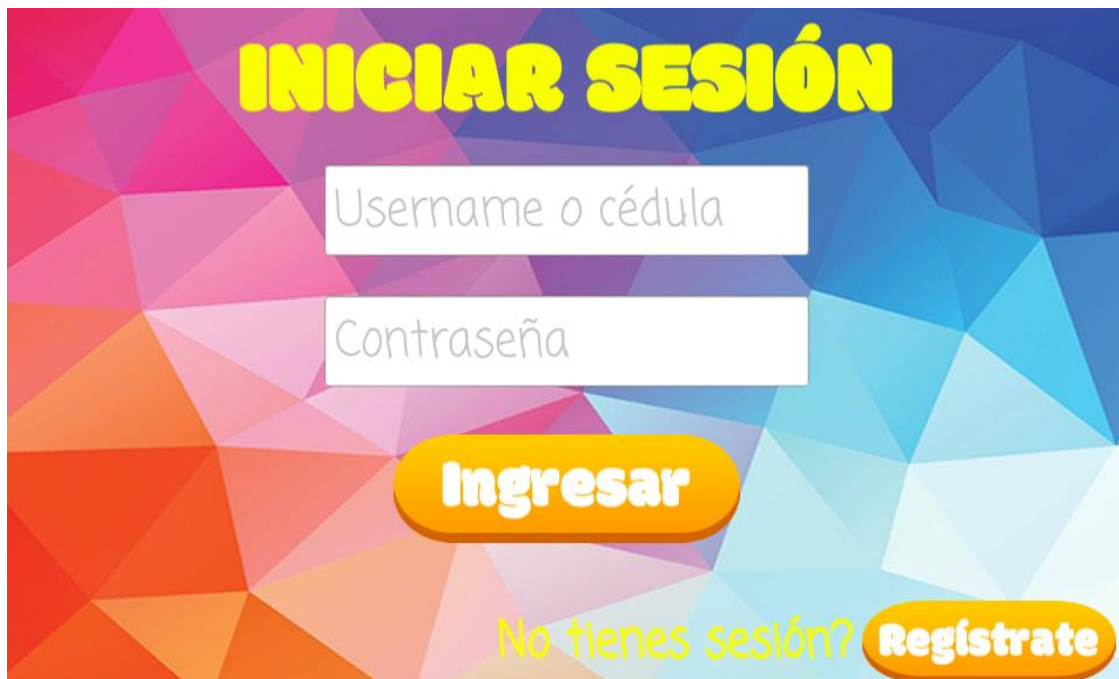 INICIAR SESIÓN
Username o cédula
Contraseña
Ingresar
No tienes sesión? Regístrate